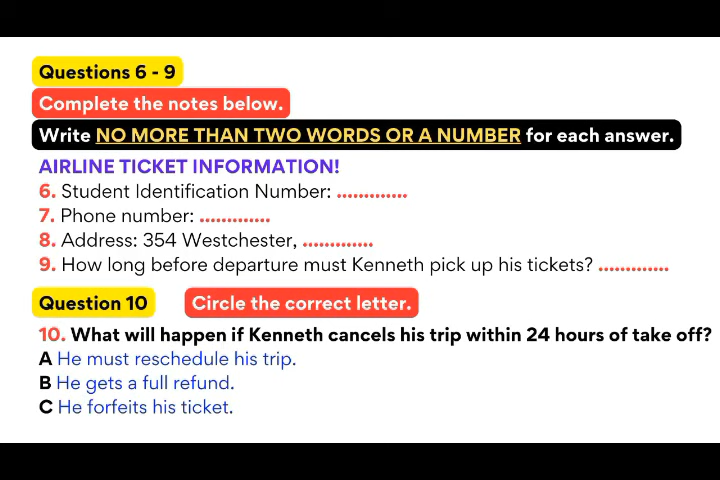 Questions 6 - 9
Complete the notes below.
Write NO MORE THAN TWO WORDS OR A NUMBER for each answer.
AIRLINE TICKET INFORMATION!
6. Student Identification Number: .............
7. Phone number: .............
8. Address: 354 Westchester, .............
9. How long before departure must Kenneth pick up his tickets? .............
Question 10 Circle the correct letter.
10. What will happen if Kenneth cancels his trip within 24 hours of take off?
A He must reschedule his trip.
B He gets a full refund.
C He forfeits his ticket.